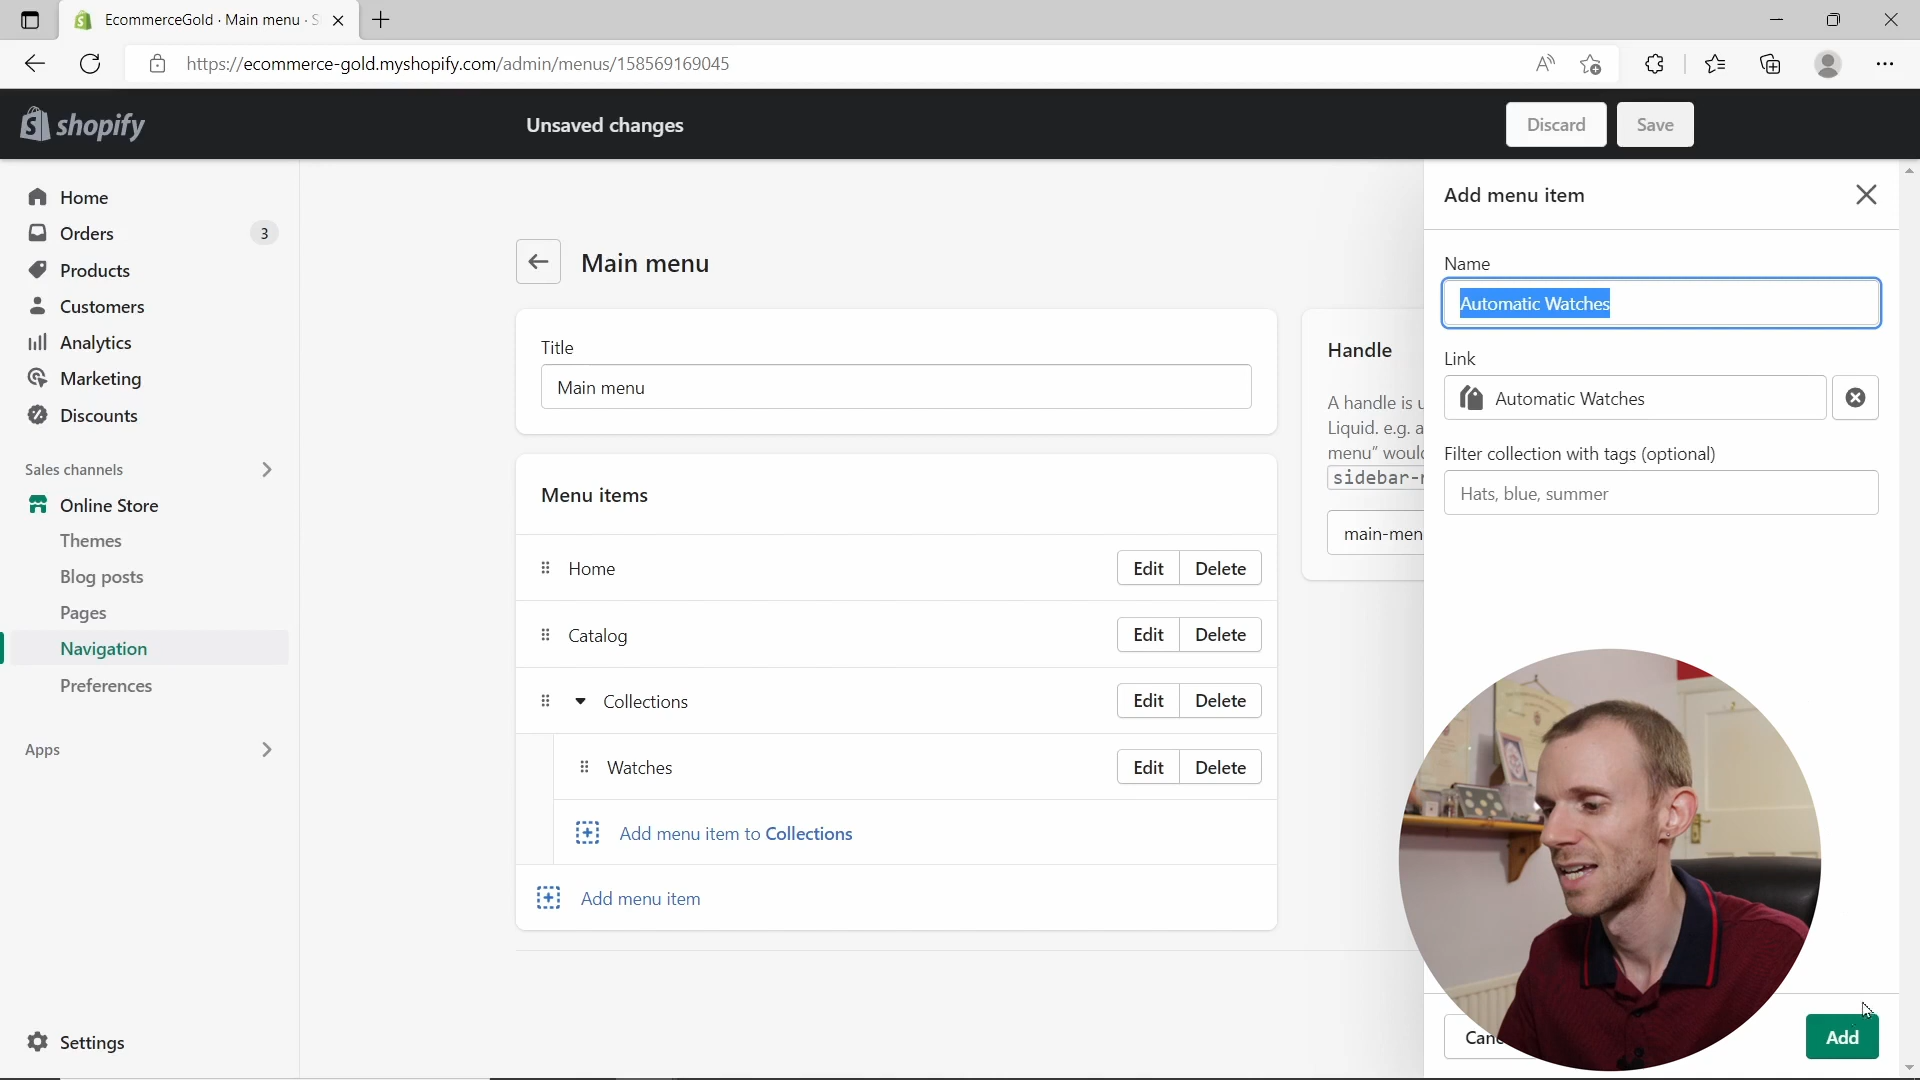 EcommerceGold · Main menu · S
https://ecommerce-gold.myshopify.com/admin/menus/158569169045
shopify
Unsaved changes
Discard
Save
Home
Orders
3
Products
Customers
Analytics
Marketing
Discounts
Sales channels
Online Store
Themes
Blog posts
Pages
Navigation
Preferences
Apps
Settings
Main menu
Title
Main menu
Menu items
Home
Edit
Delete
Catalog
Edit
Delete
Collections
Edit
Delete
Watches
Edit
Delete
Add menu item to Collections
Add menu item
Handle
A handle is u
Liquid. e.g. a
menu" woul
sidebar-
main-men
Add menu item
Name
Automatic Watches
Link
Automatic Watches
Filter collection with tags (optional)
Hats, blue, summer
Canc
Add